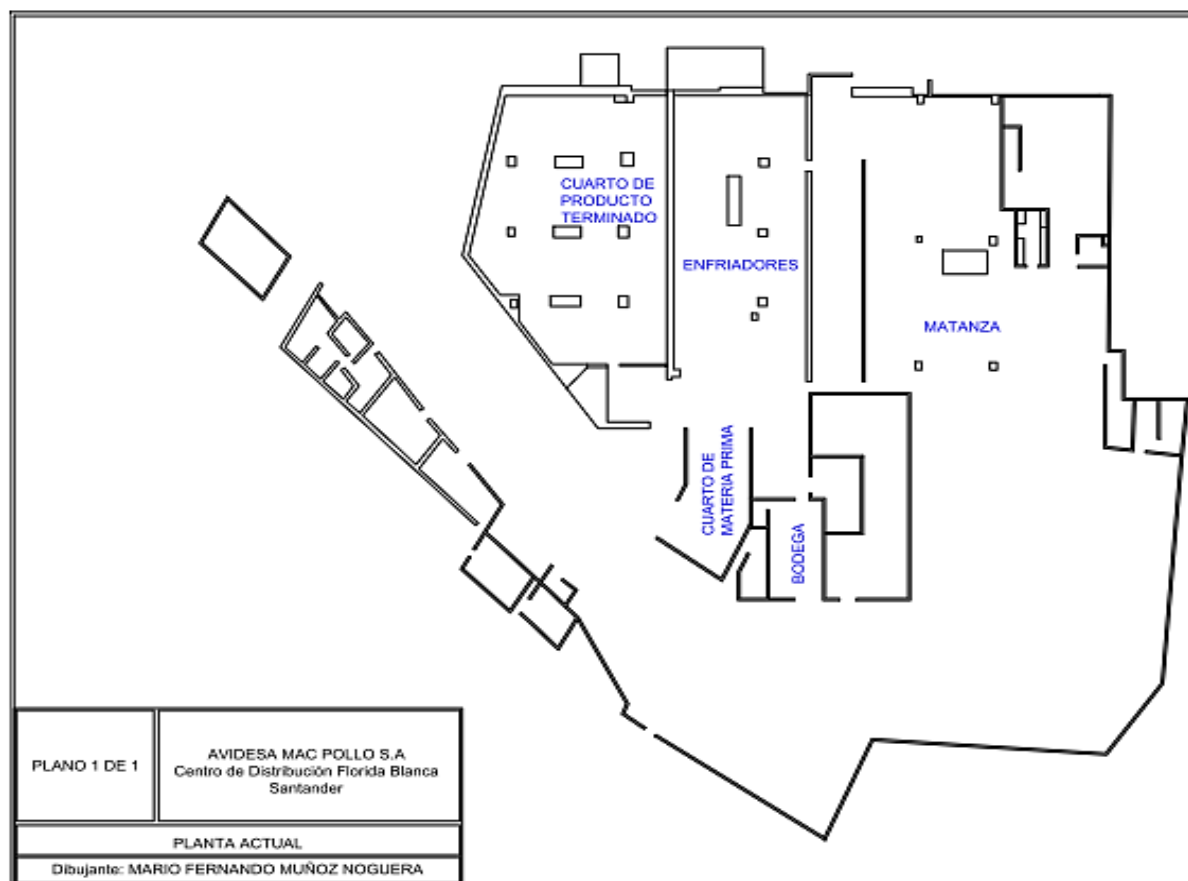 CUARTO DE
PRODUCTO
TERMINADO
ENFRIADORES
MATANZA
CUARTO DE
MATERIA PRIMA
BODEGA
PLANO 1 DE 1
AVIDESA MAC POLLO S.A
Centro de Distribución Florida Blanca
Santander
PLANTA ACTUAL
Dibujante: MARIO FERNANDO MUÑOZ NOGUERA